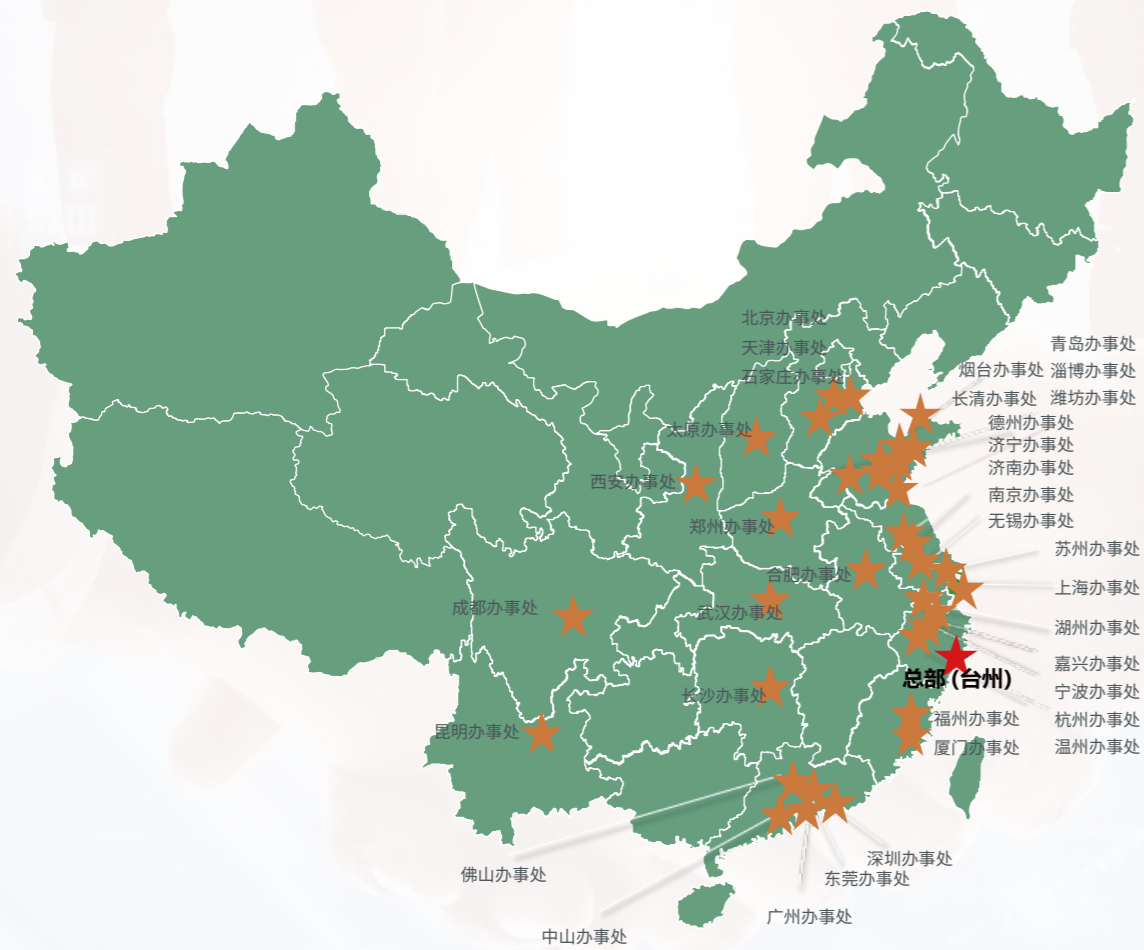 北京办事处
天津办事处
石家庄办事处
太原办事处
西安办事处
郑州办事处
合肥办事处
成都办事处
武汉办事处
长沙办事处
昆明办事处
青岛办事处
烟台办事处 淄博办事处
长清办事处 潍坊办事处
德州办事处
济宁办事处
济南办事处
南京办事处
无锡办事处
苏州办事处
上海办事处
湖州办事处
嘉兴办事处
宁波办事处
杭州办事处
温州办事处
总部 (台州)
福州办事处
厦门办事处
深圳办事处
东莞办事处
佛山办事处
广州办事处
中山办事处